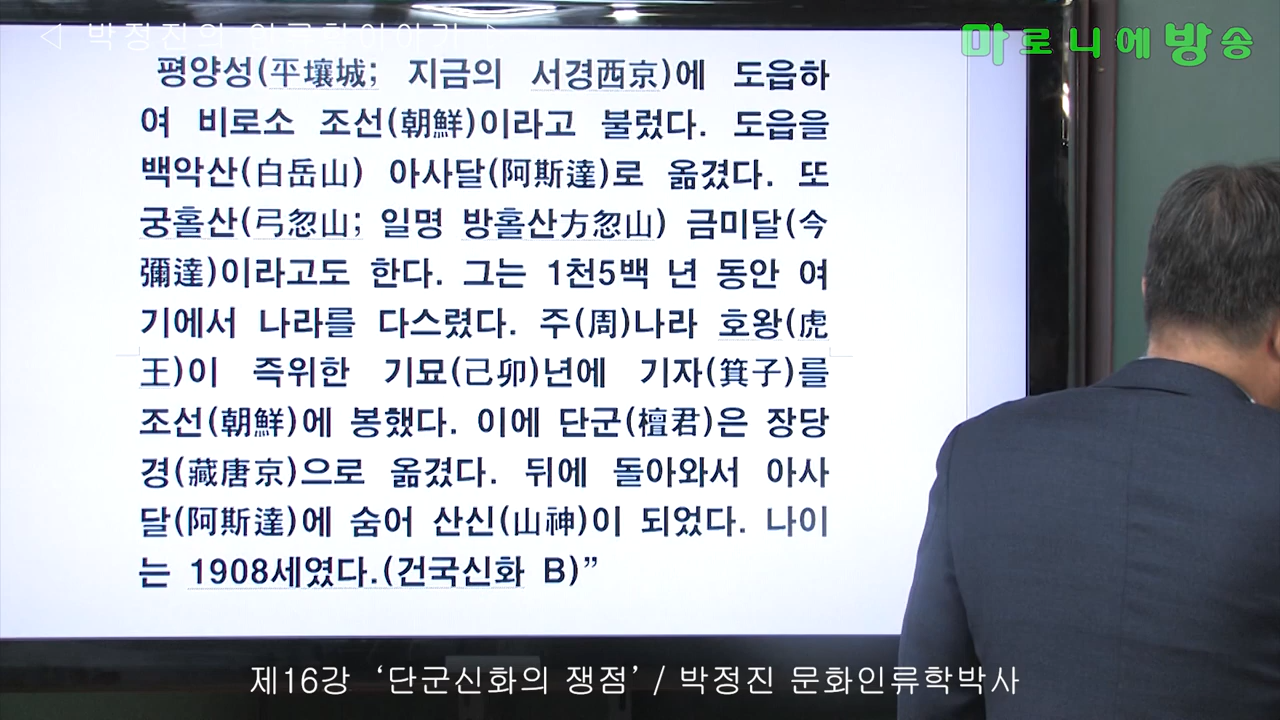 ◁ 박정진의 인류학이야기 ▷
마로니에방송
평양성(平壤城; 지금의 서경西京)에 도읍하
여 비로소 조선(朝鮮)이라고 불렀다. 도읍을
백악산(白岳山) 아사달(阿斯達)로 옮겼다. 또
궁홀산(弓忽山; 일명 방홀산方忽山) 금미달(今
彌達)이라고도 한다. 그는 1천5백 년 동안 여
기에서 나라를 다스렸다. 주(周)나라 호왕(虎
王)이 즉위한 기묘(己卯)년에 기자(箕子)를
조선(朝鮮)에 봉했다. 이에 단군(檀君)은 장당
경(藏唐京)으로 옮겼다. 뒤에 돌아와서 아사
달(阿斯達)에 숨어 산신(山神)이 되었다. 나이
는 1908세였다.(건국신화 B)”
제16강 ‘단군신화의 쟁점’ / 박정진 문화인류학박사